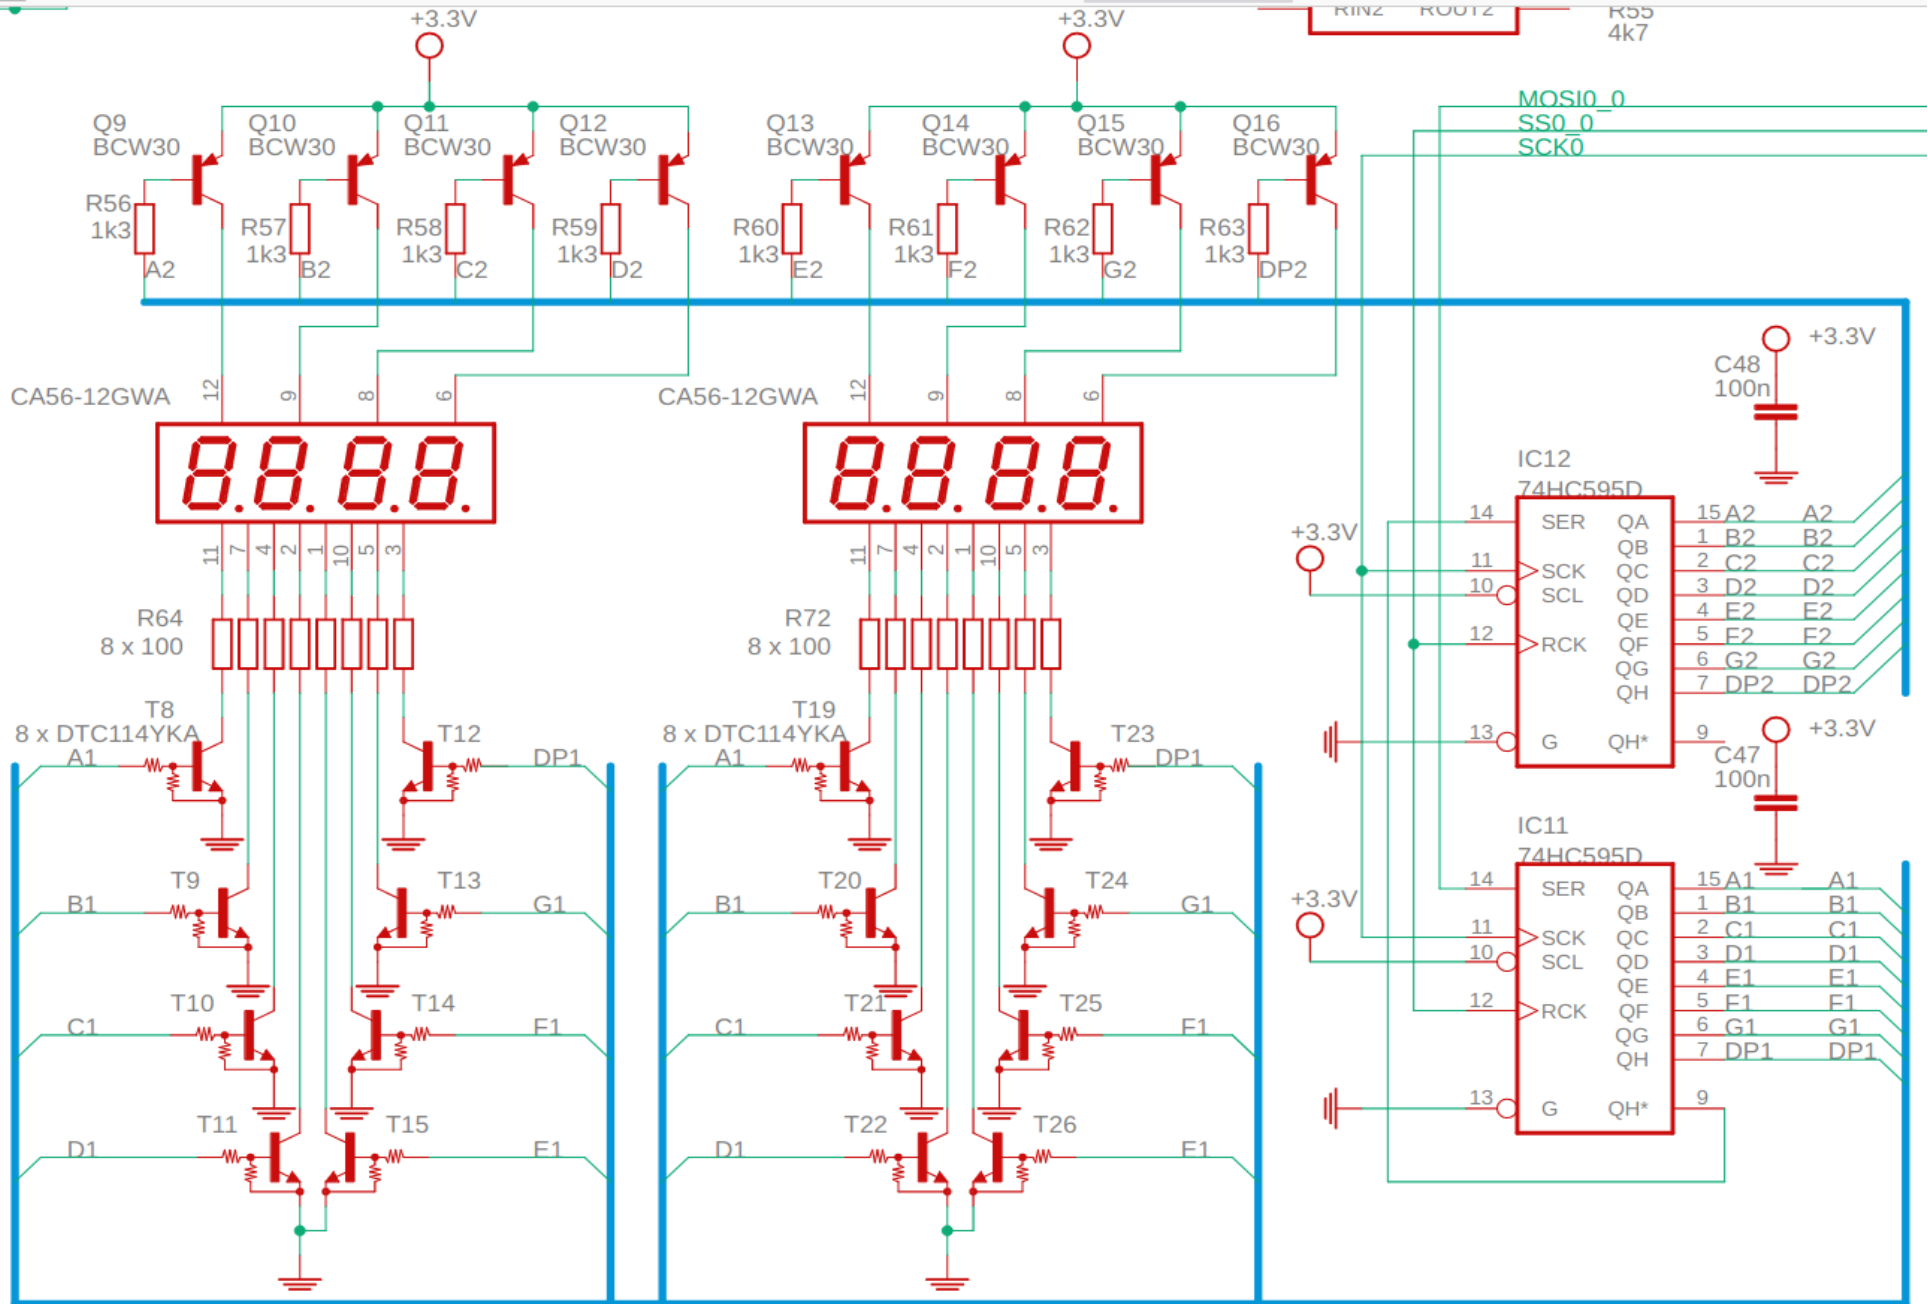 +3.3V
+3.3V
RIN2 ROUT2
R55
4k7
MOSI0_0
SS0_0
SCK0
Q9
BCW30
Q10
BCW30
Q11
BCW30
Q12
BCW30
Q13
BCW30
Q14
BCW30
Q15
BCW30
Q16
BCW30
R56
1k3
A2
R57
1k3
B2
R58
1k3
C2
R59
1k3
D2
R60
1k3
E2
R61
1k3
F2
R62
1k3
G2
R63
1k3
DP2
CA56-12GWA
12 9 8 6
8.8.8.8.
11 7 4 2 1 10 5 3
R64
8 x 100
CA56-12GWA
12 9 8 6
8.8.8.8.
11 7 4 2 1 10 5 3
R72
8 x 100
T8
8 x DTC114YKA
A1
T12
DP1
T9
B1
T13
G1
T10
C1
T14
F1
T11
D1
T15
E1
T19
8 x DTC114YKA
A1
T23
DP1
T20
B1
T24
G1
T21
C1
T25
F1
T22
D1
T26
E1
+3.3V
C48
100n
IC12
74HC595D
+3.3V
14 SER QA 15 A2 A2
QB 1 B2 B2
11 SCK QC 2 C2 C2
10 SCL QD 3 D2 D2
QE 4 E2 E2
12 RCK QF 5 F2 F2
QG 6 G2 G2
QH 7 DP2 DP2
13 G QH* 9
+3.3V
C47
100n
IC11
74HC595D
+3.3V
14 SER QA 15 A1 A1
QB 1 B1 B1
11 SCK QC 2 C1 C1
10 SCL QD 3 D1 D1
QE 4 E1 E1
12 RCK QF 5 F1 F1
QG 6 G1 G1
QH 7 DP1 DP1
13 G QH* 9